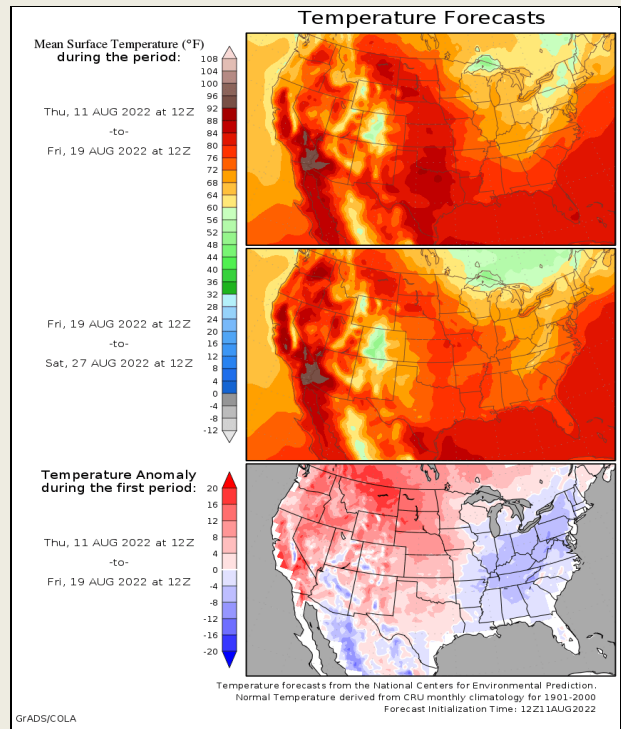 Temperature Forecasts
Mean Surface Temperature (°F)
during the period:
Thu, 11 AUG 2022 at 12Z
-to-
Fri, 19 AUG 2022 at 12Z
108
104
100
96
92
88
84
80
76
72
68
64
60
56
52
48
44
40
36
32
28
24
20
16
12
8
4
0
-4
-8
-12
Fri, 19 AUG 2022 at 12Z
-to-
Sat, 27 AUG 2022 at 12Z
Temperature Anomaly
during the first period:
Thu, 11 AUG 2022 at 12Z
-to-
Fri, 19 AUG 2022 at 12Z
20
16
12
8
4
0
-4
-8
-12
-16
-20
Temperature forecasts from the National Centers for Environmental Prediction.
Normal Temperature derived from CRU monthly climatology for 1901-2000
Forecast Initialization Time: 12Z11AUG2022
GrADS/COLA